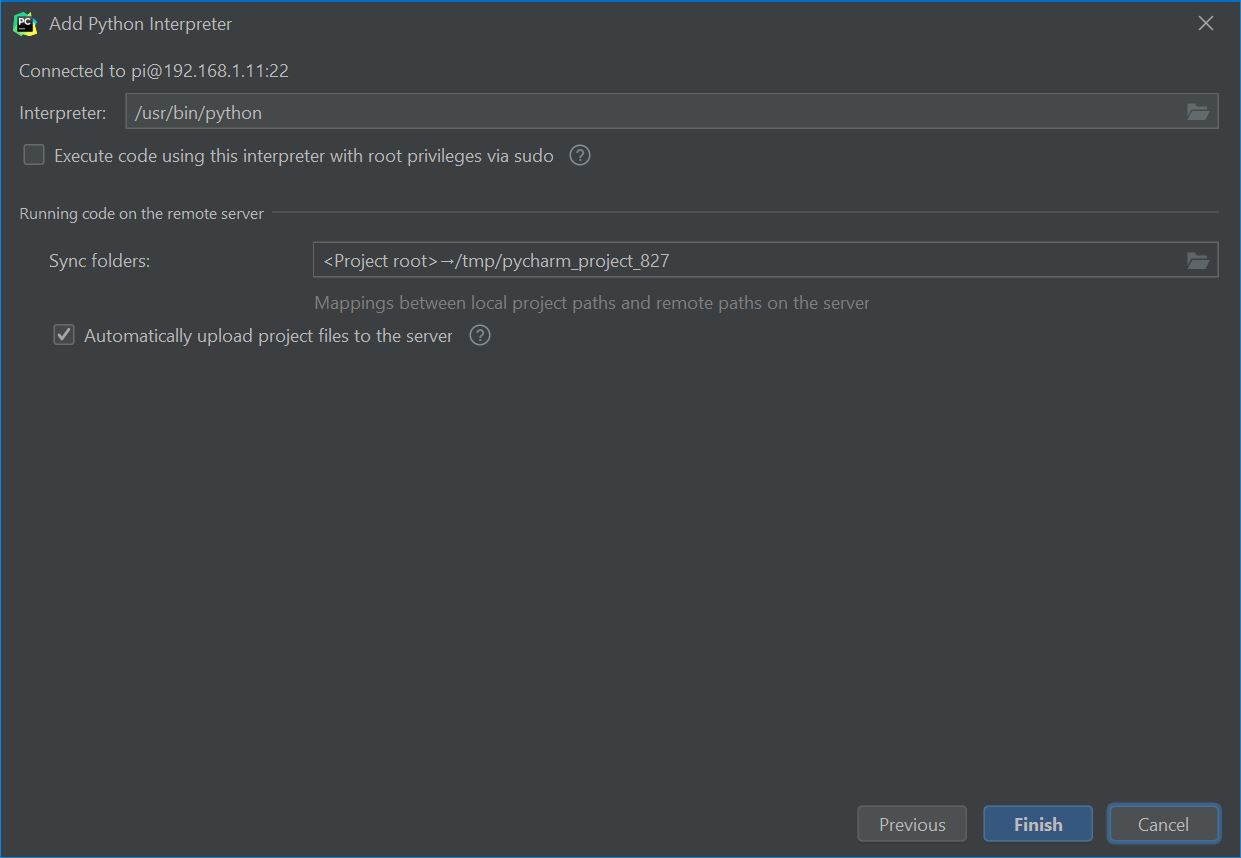 PC
Add Python Interpreter
Connected to pi@192.168.1.11:22
Interpreter: /usr/bin/python
Execute code using this interpreter with root privileges via sudo ?
Running code on the remote server
Sync folders: <Project root>→/tmp/pycharm_project_827
Mappings between local project paths and remote paths on the server
Automatically upload project files to the server ?
Previous Finish Cancel